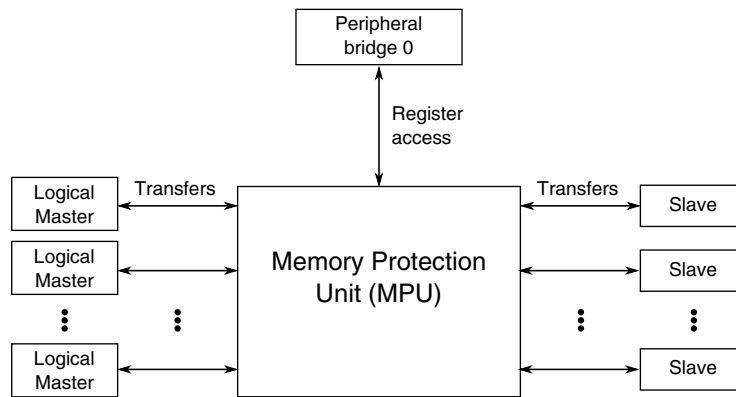 Peripheral
bridge 0
Register
access
Logical
Master
Transfers
Transfers
Slave
Logical
Master
Memory Protection
Unit (MPU)
Slave
Logical
Master
Slave